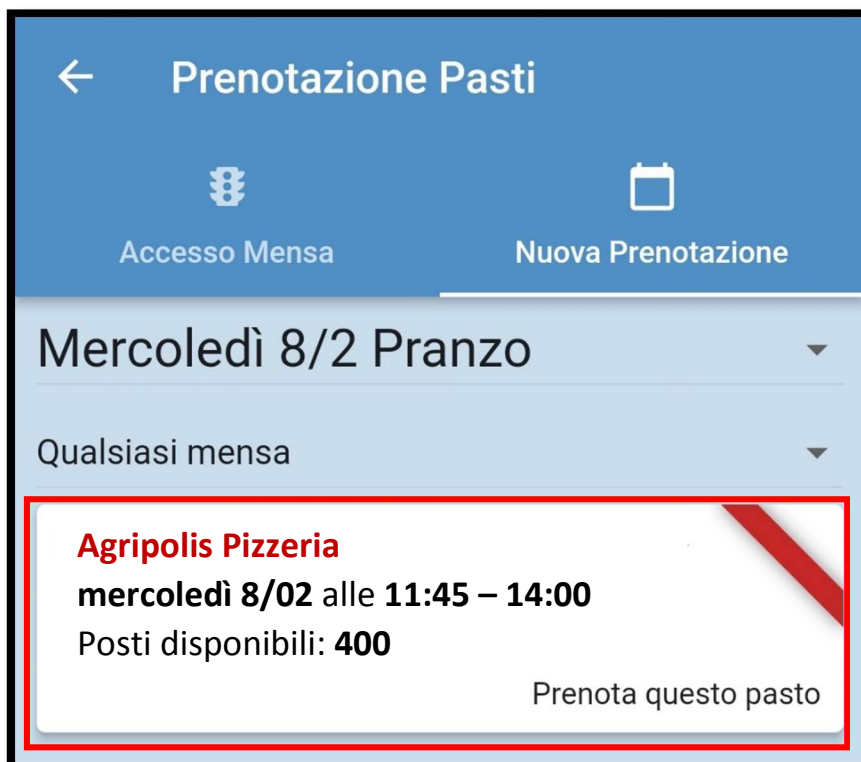 Prenotazione Pasti
Accesso Mensa
Nuova Prenotazione
Mercoledì 8/2 Pranzo
Qualsiasi mensa
Agripolis Pizzeria
mercoledì 8/02 alle 11:45 – 14:00
Posti disponibili: 400
Prenota questo pasto